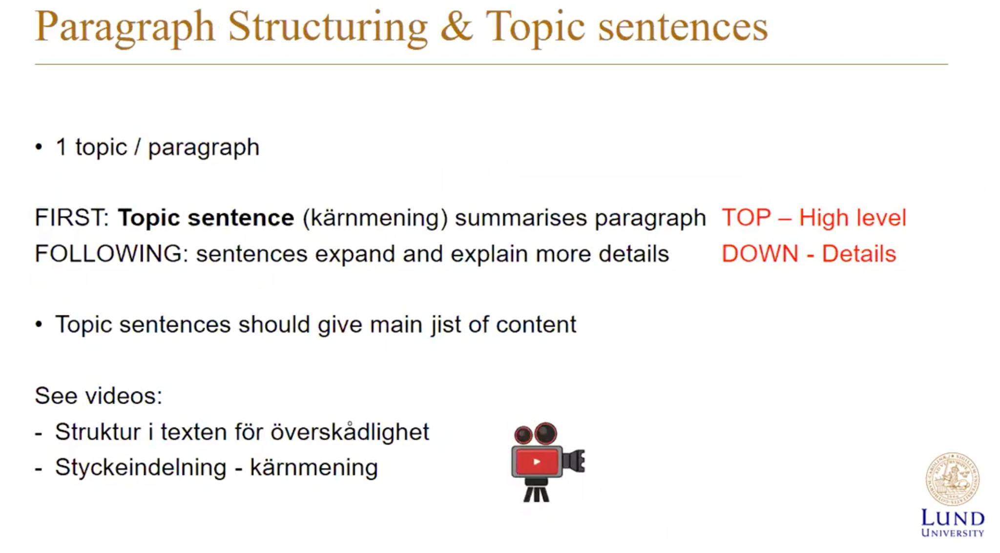 Paragraph Structuring & Topic sentences
• 1 topic / paragraph
FIRST: Topic sentence (kärnmening) summarises paragraph TOP – High level
FOLLOWING: sentences expand and explain more details DOWN - Details
• Topic sentences should give main jist of content
See videos:
- Struktur i texten för överskådlighet
- Styckeindelning - kärnmening
LUND
UNIVERSITY